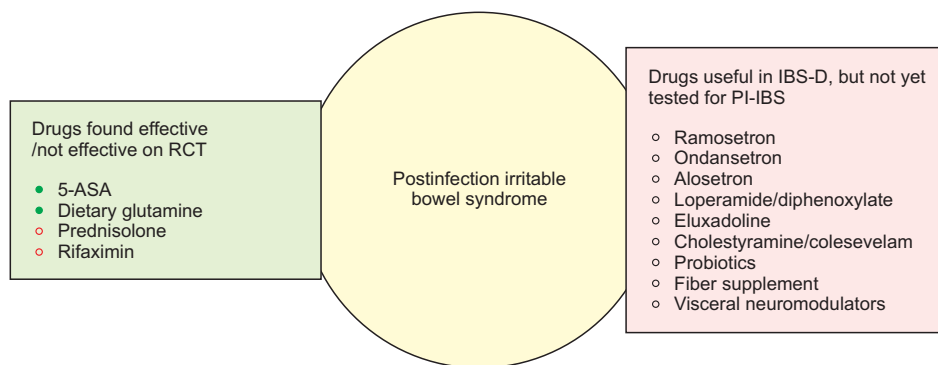 Drugs found effective
/not effective on RCT
5-ASA
Dietary glutamine
Prednisolone
Rifaximin
Postinfection irritable
bowel syndrome
Drugs useful in IBS-D, but not yet
tested for PI-IBS
Ramosetron
Ondansetron
Alosetron
Loperamide/diphenoxylate
Eluxadoline
Cholestyramine/colesevelam
Probiotics
Fiber supplement
Visceral neuromodulators